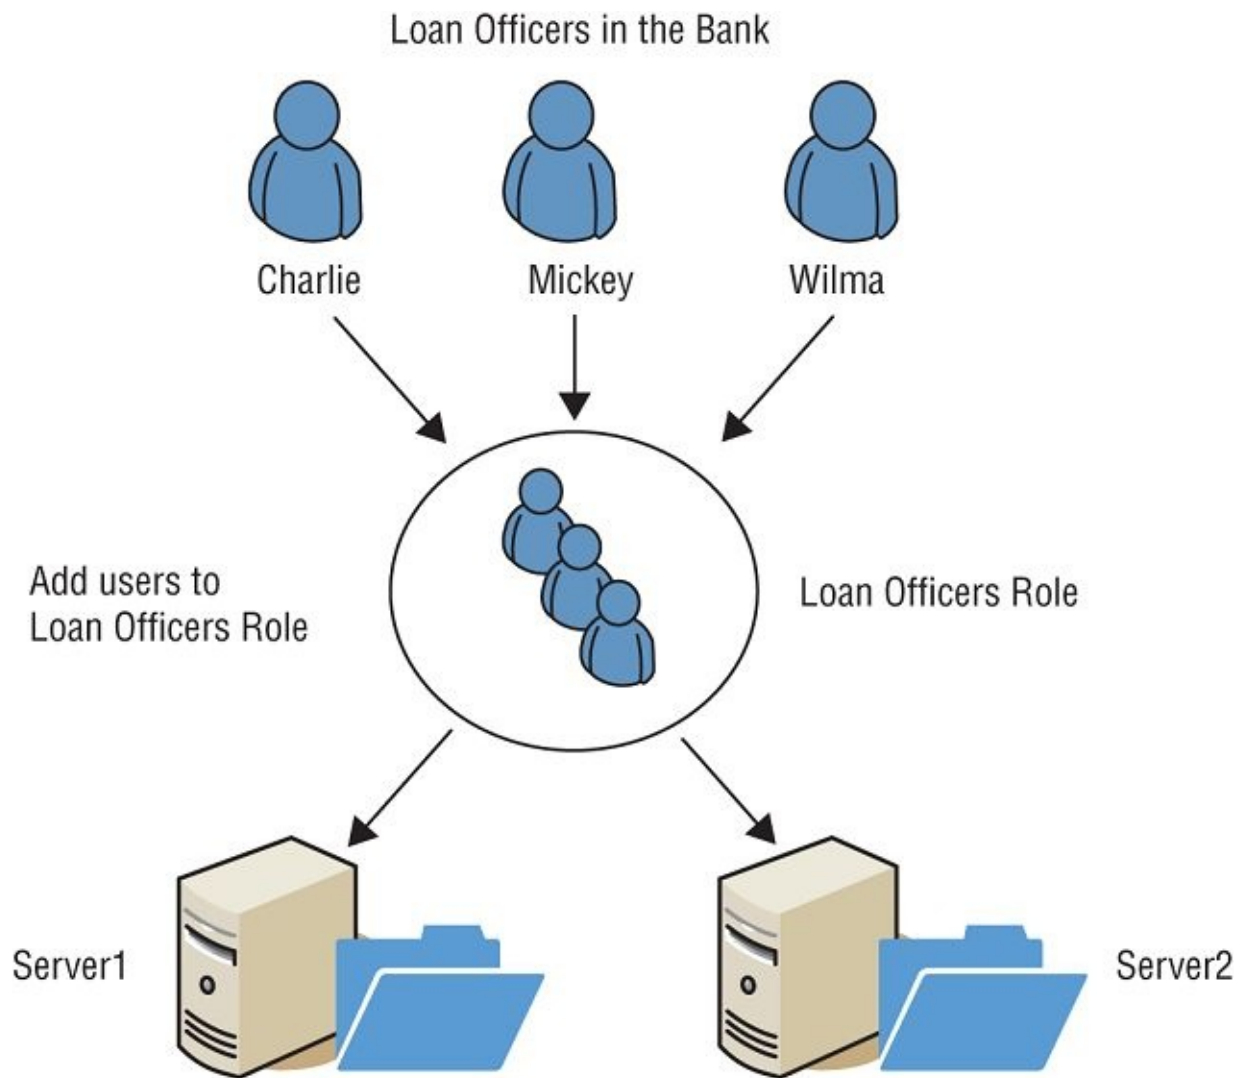 Loan Officers in the Bank
Charlie
Mickey
Wilma
Add users to
Loan Officers Role
Loan Officers Role
Server1
Server2